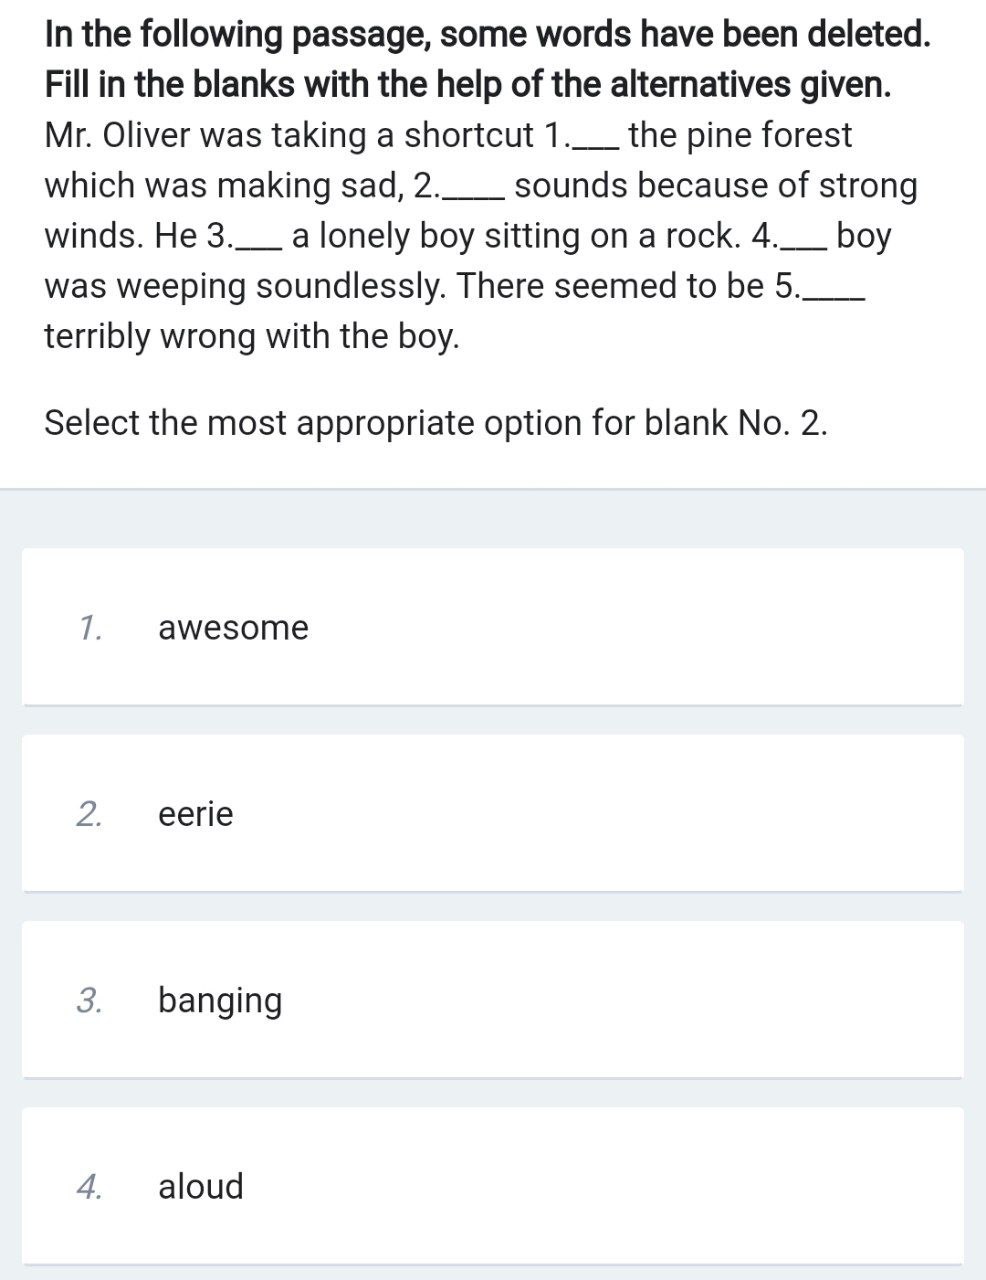 In the following passage, some words have been deleted.
Fill in the blanks with the help of the alternatives given.
Mr. Oliver was taking a shortcut 1.___ the pine forest
which was making sad, 2.____ sounds because of strong
winds. He 3.___ a lonely boy sitting on a rock. 4.___ boy
was weeping soundlessly. There seemed to be 5.____
terribly wrong with the boy.
Select the most appropriate option for blank No. 2.
1. awesome
2. eerie
3. banging
4. aloud